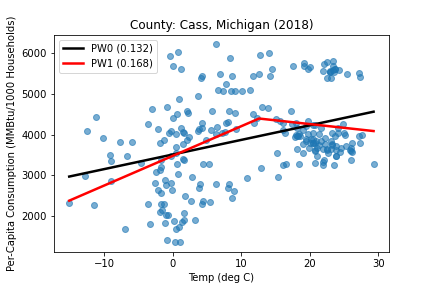 County: Cass, Michigan (2018)
PW0 (0.132)
PW1 (0.168)
Per-Capita Consumption (MMBtu/1000 Households)
6000
5000
4000
3000
2000
−10
0
10
20
30
Temp (deg C)